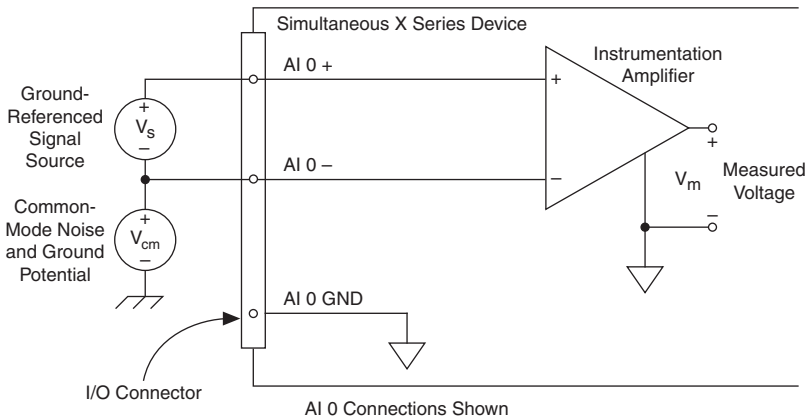 Simultaneous X Series Device
AI 0 +
Instrumentation
Amplifier
+
Ground-
Referenced
Signal
Source
+
Vs
–
AI 0 –
–
+
Vm
–
Measured
Voltage
Common-
Mode Noise
and Ground
Potential
+
Vcm
–
AI 0 GND
I/O Connector
AI 0 Connections Shown